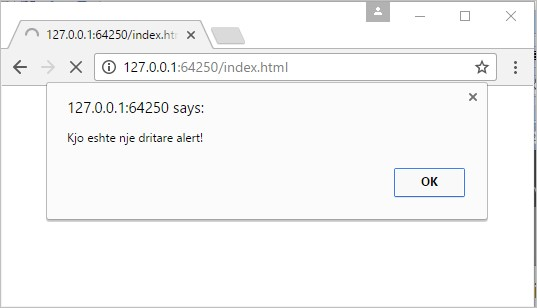 127.0.0.1:64250/index.htm
127.0.0.1:64250/index.html
127.0.0.1:64250 says:
Kjo eshte nje dritare alert!
OK